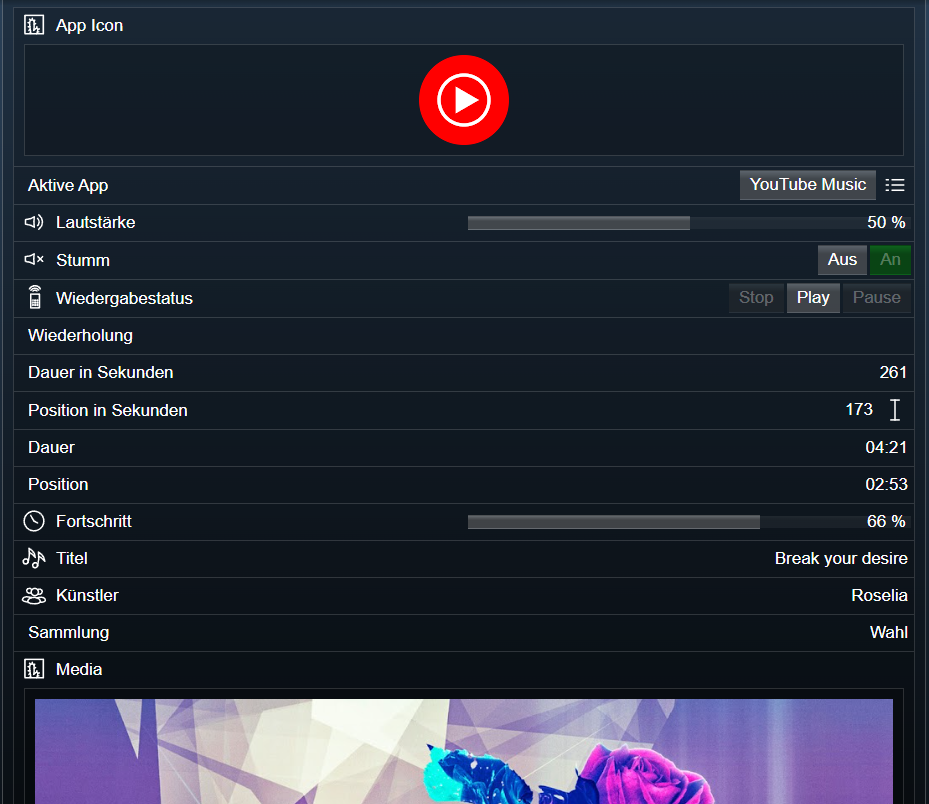 App Icon
Aktive App YouTube Music
Lautstärke 50 %
Stumm Aus An
Wiedergabestatus Stop Play Pause
Wiederholung
Dauer in Sekunden 261
Position in Sekunden 173
Dauer 04:21
Position 02:53
Fortschritt 66 %
Titel Break your desire
Künstler Roselia
Sammlung Wahl
Media